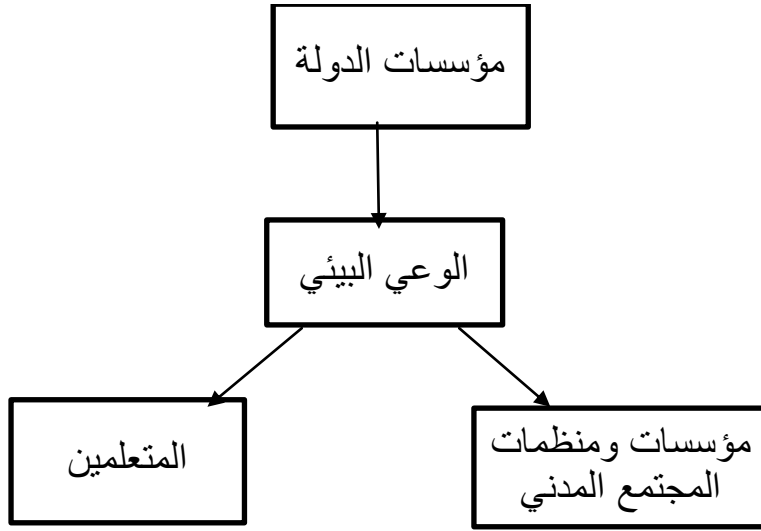 مؤسسات الدولة
الوعي البيئي
مؤسسات ومنظمات
المجتمع المدني
المتعلمين